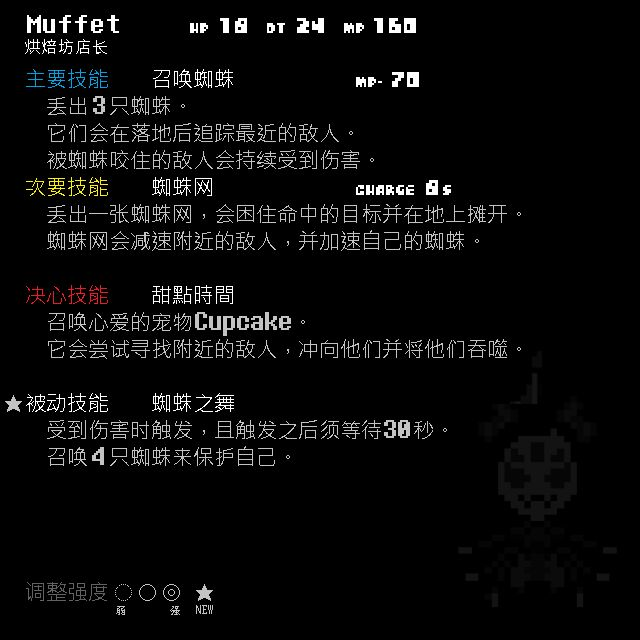 Muffet HP 18 DT 24 MP 160
烘焙坊店长
主要技能 召唤蜘蛛 MP- 70
丢出3只蜘蛛。
它们会在落地后追踪最近的敌人。
被蜘蛛咬住的敌人会持续受到伤害。
次要技能 蜘蛛网 CHARGE 8s
丢出一张蜘蛛网，会困住命中的目标并在地上摊开。
蜘蛛网会减速附近的敌人，并加速自己的蜘蛛。
决心技能 甜點時間
召唤心爱的宠物Cupcake。
它会尝试寻找附近的敌人，冲向他们并将他们吞噬。
★被动技能 蜘蛛之舞
受到伤害时触发，且触发之后须等待30秒。
召唤4只蜘蛛来保护自己。
调整强度
弱 强 NEW